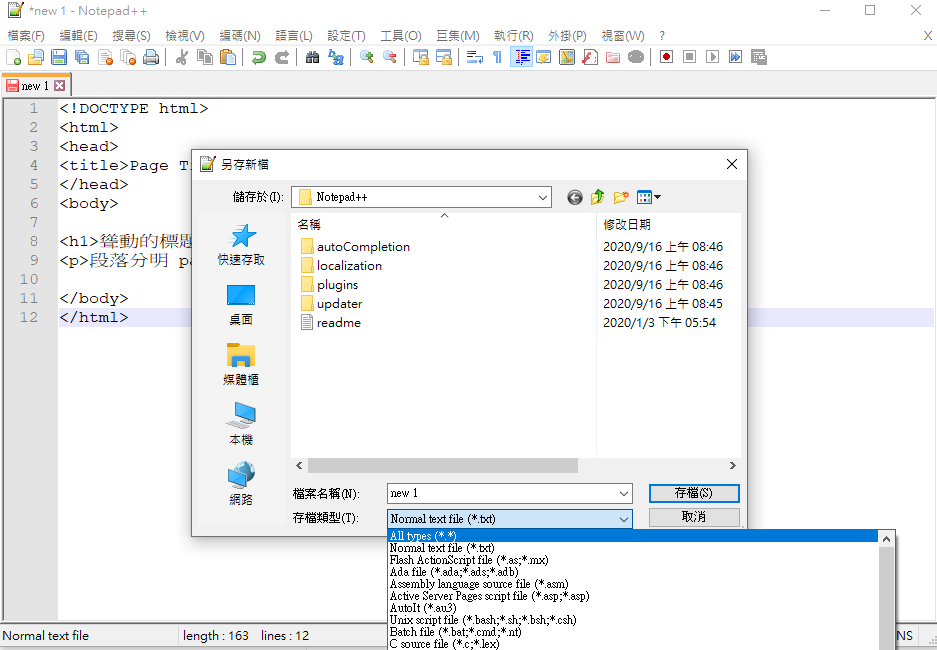 *new 1 - Notepad++
檔案(F) 編輯(E) 搜尋(S) 檢視(V) 編碼(N) 語言(L) 設定(T) 工具(O) 巨集(M) 執行(R) 外掛(P) 視窗(W) ? X
new 1
1 <!DOCTYPE html>
2 <html>
3 <head>
4 <title>Page T
5 </head>
6 <body>
7
8 <h1>聳動的標題
9 <p>段落分明 pa
10
11 </body>
12 </html>
另存新檔
儲存於(I): Notepad++
名稱 修改日期
autoCompletion 2020/9/16 上午 08:46
localization 2020/9/16 上午 08:46
plugins 2020/9/16 上午 08:46
updater 2020/9/16 上午 08:45
readme 2020/1/3 下午 05:54
快速存取
桌面
媒體櫃
本機
網路
檔案名稱(N): new 1 存檔(S)
存檔類型(T): Normal text file (*.txt) 取消
All types (*.*)
Normal text file (*.txt)
Flash ActionScript file (*.as;*.mx)
Ada file (*.ada;*.ads;*.adb)
Assembly language source file (*.asm)
Active Server Pages script file (*.asp;*.asp)
AutoIt (*.au3)
Unix script file (*.bash;*.sh;*.bsh;*.csh)
Batch file (*.bat;*.cmd;*.nt)
C source file (*.c;*.lex)
Normal text file length : 163 lines : 12 NS